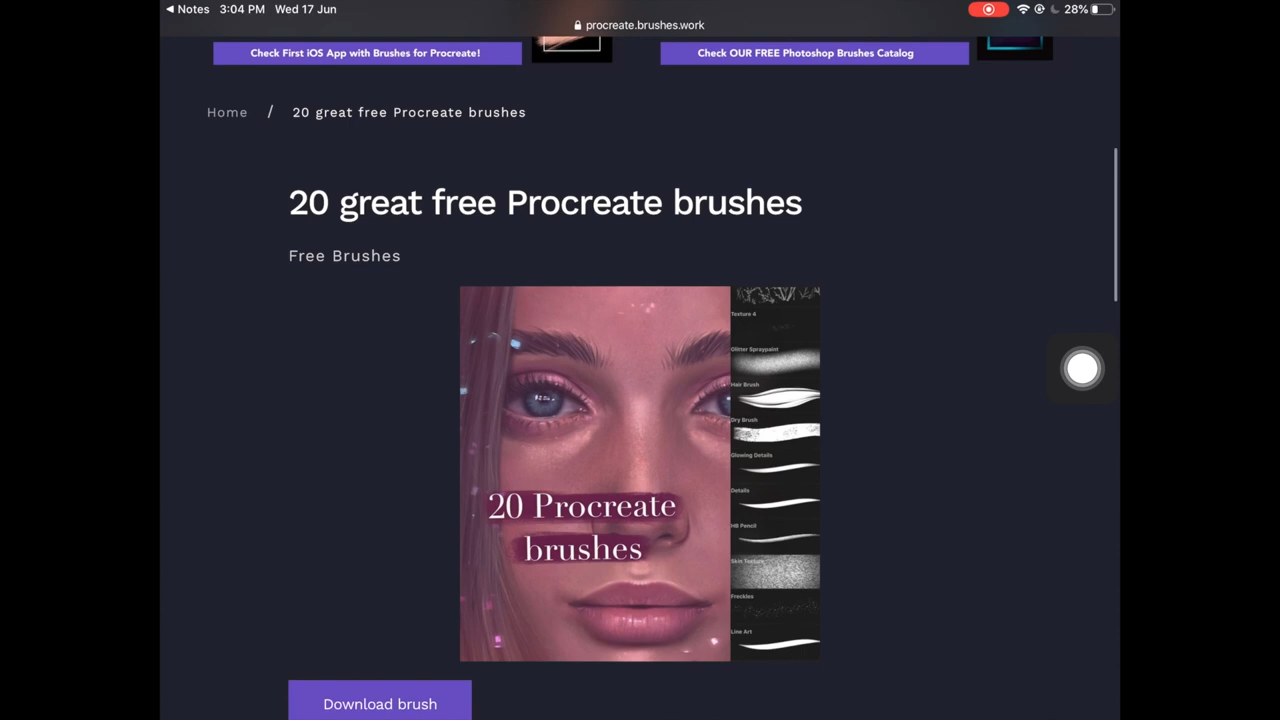 Notes 3:04 PM Wed 17 Jun 28%
procreate.brushes.work
Check First iOS App with Brushes for Procreate!
Check OUR FREE Photoshop Brushes Catalog
Home / 20 great free Procreate brushes
20 great free Procreate brushes
Free Brushes
20 Procreate
brushes
Texture 4
Glitter Spraypaint
Hair Brush
Dry Brush
Glowing Details
Details
HB Pencil
Skin Texture
Freckles
Line Art
Download brush